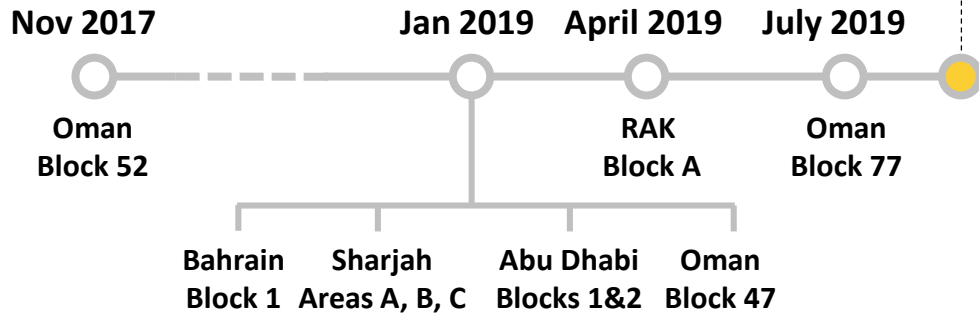 Nov 2017 Jan 2019 April 2019 July 2019
Oman RAK Oman
Block 52 Block A Block 77
Bahrain Sharjah Abu Dhabi Oman
Block 1 Areas A, B, C Blocks 1&2 Block 47